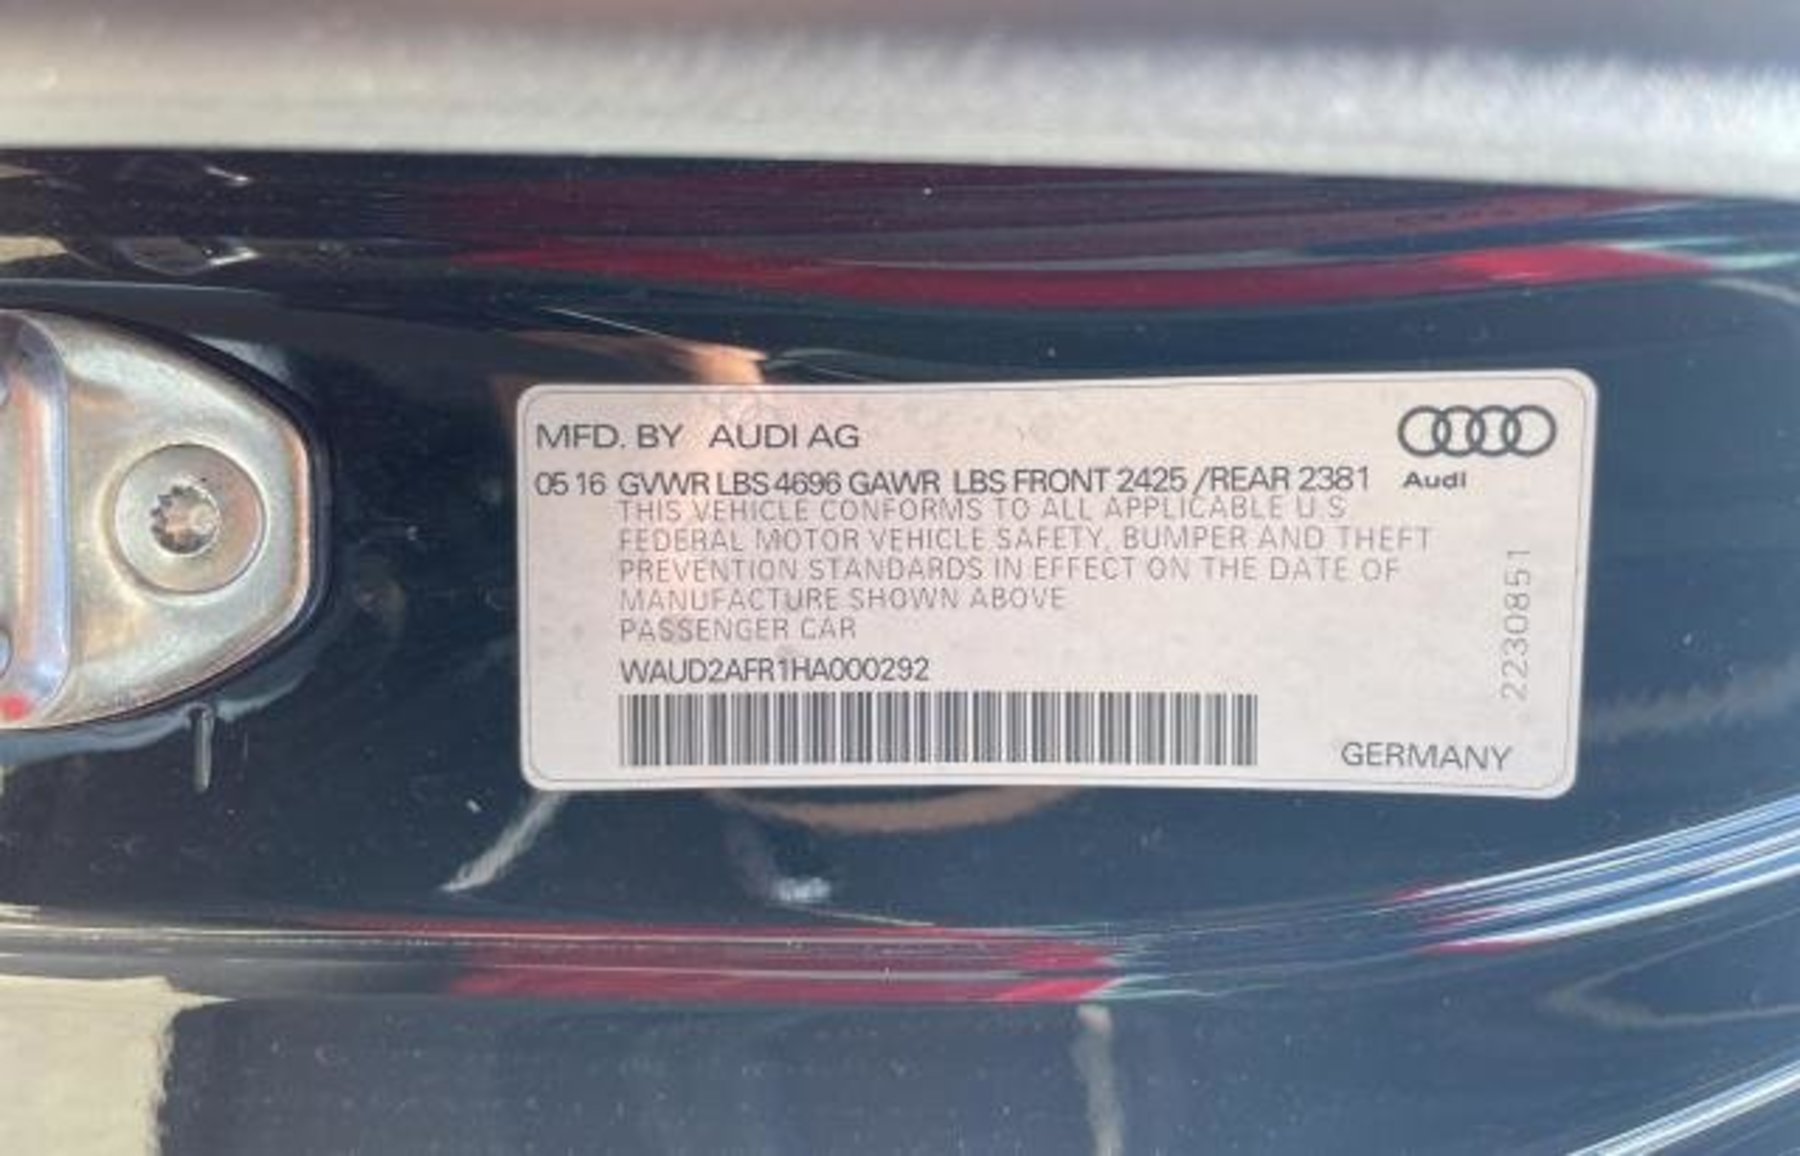 MFD. BY AUDI AG
05 16 GVWR LBS 4696 GAWR LBS FRONT 2425 /REAR 2381
Audi
THIS VEHICLE CONFORMS TO ALL APPLICABLE U.S
FEDERAL MOTOR VEHICLE SAFETY, BUMPER AND THEFT
PREVENTION STANDARDS IN EFFECT ON THE DATE OF
MANUFACTURE SHOWN ABOVE
PASSENGER CAR
WAUD2AFR1HA000292
GERMANY
2230851